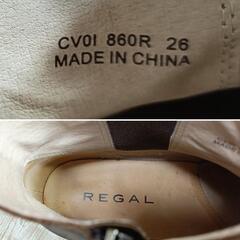 CV0I 860R 26
MADE IN CHINA
REGAL